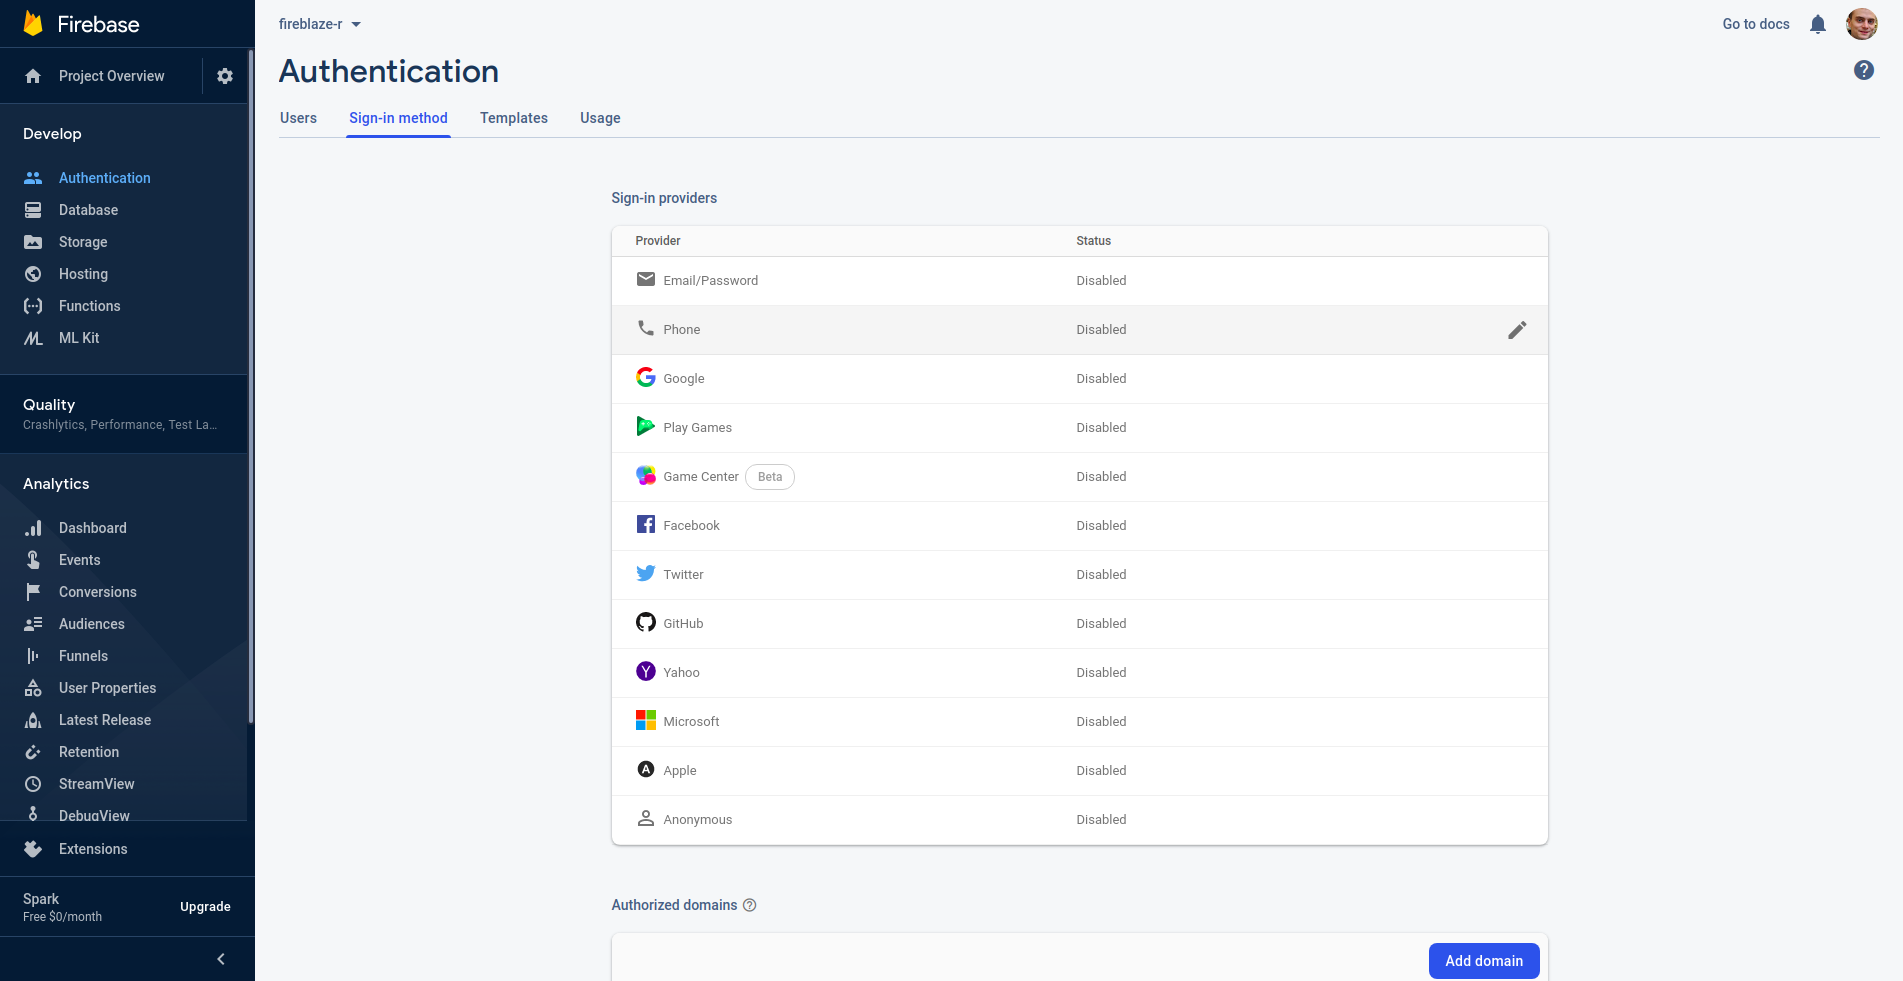 Firebase
Project Overview
Develop
Authentication
Database
Storage
Hosting
Functions
ML Kit
Quality
Crashlytics, Performance, Test La...
Analytics
Dashboard
Events
Conversions
Audiences
Funnels
User Properties
Latest Release
Retention
StreamView
DebugView
Extensions
Spark
Free $0/month
Upgrade
fireblaze-r
Go to docs
Authentication
Users Sign-in method Templates Usage
Sign-in providers
Provider Status
Email/Password Disabled
Phone Disabled
Google Disabled
Play Games Disabled
Game Center Beta Disabled
Facebook Disabled
Twitter Disabled
GitHub Disabled
Yahoo Disabled
Microsoft Disabled
Apple Disabled
Anonymous Disabled
Authorized domains
Add domain